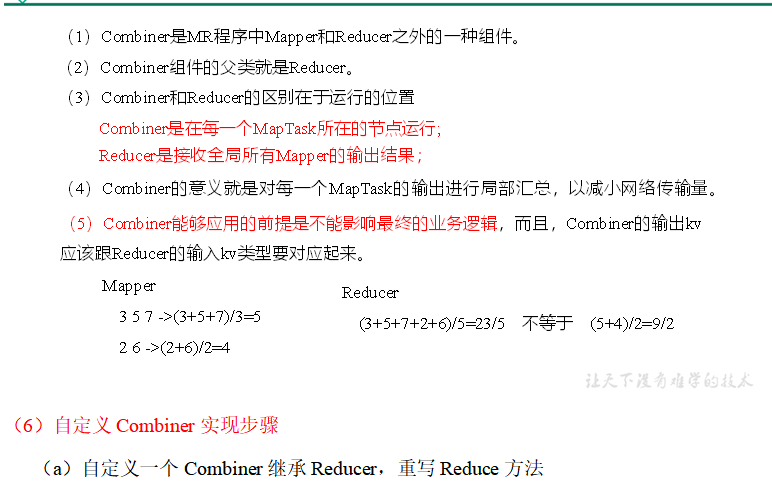 （1）Combiner是MR程序中Mapper和Reducer之外的一种组件。
（2）Combiner组件的父类就是Reducer。
（3）Combiner和Reducer的区别在于运行的位置
Combiner是在每一个MapTask所在的节点运行;
Reducer是接收全局所有Mapper的输出结果；
（4）Combiner的意义就是对每一个MapTask的输出进行局部汇总，以减小网络传输量。
（5）Combiner能够应用的前提是不能影响最终的业务逻辑，而且，Combiner的输出kv
应该跟Reducer的输入kv类型要对应起来。
Mapper
3 5 7 ->(3+5+7)/3=5
2 6 ->(2+6)/2=4
Reducer
(3+5+7+2+6)/5=23/5 不等于 (5+4)/2=9/2
让天下没有难学的技术
（6）自定义 Combiner 实现步骤
（a）自定义一个 Combiner 继承 Reducer，重写 Reduce 方法